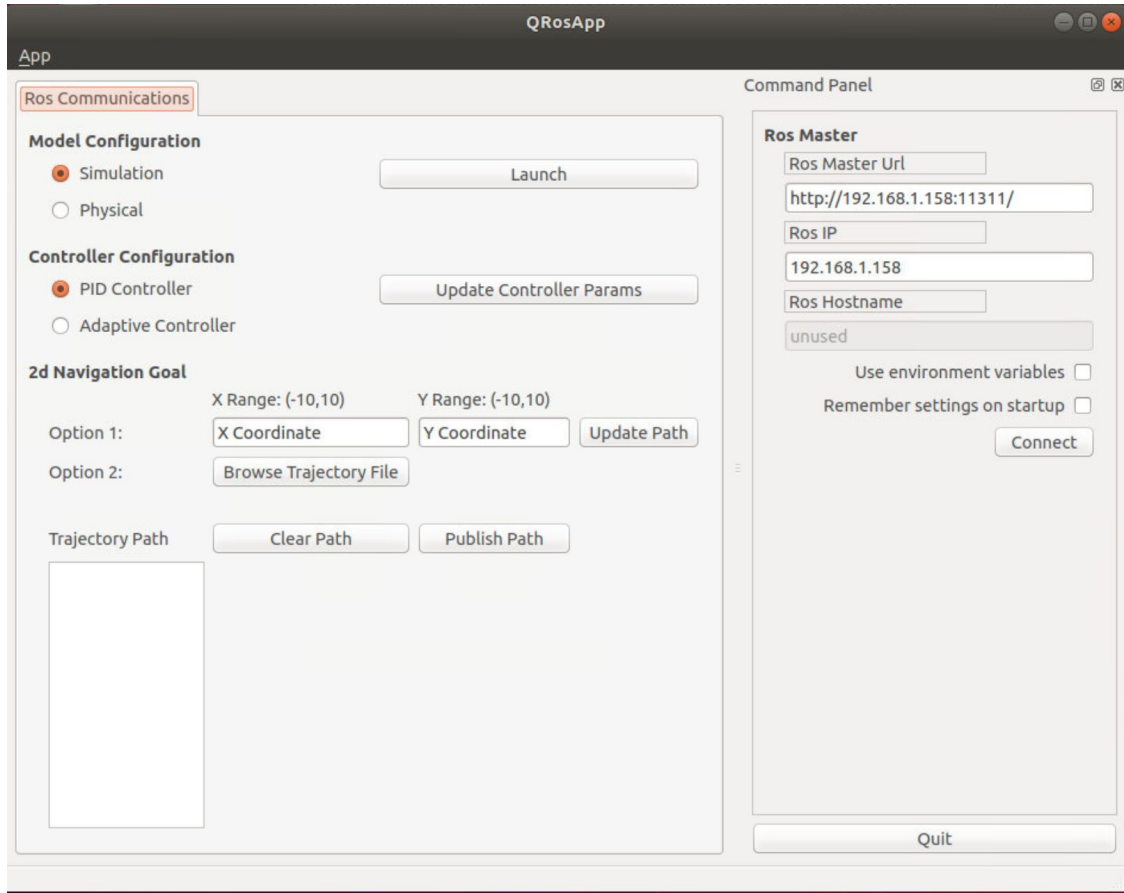 QRosApp
App
Ros Communications
Model Configuration
Simulation
Launch
Physical
Controller Configuration
PID Controller
Update Controller Params
Adaptive Controller
2d Navigation Goal
X Range: (-10,10) Y Range: (-10,10)
Option 1: X Coordinate Y Coordinate Update Path
Option 2: Browse Trajectory File
Trajectory Path Clear Path Publish Path
Command Panel
Ros Master
Ros Master Url
http://192.168.1.158:11311/
Ros IP
192.168.1.158
Ros Hostname
unused
Use environment variables
Remember settings on startup
Connect
Quit